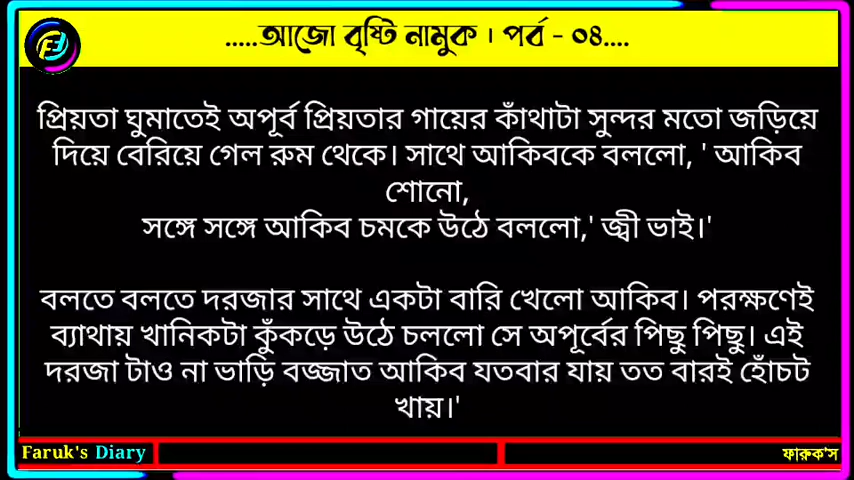 .....আজো বৃষ্টি নামুক । পর্ব - ০৪....
প্রিয়তা ঘুমাতেই অপূর্ব প্রিয়তার গায়ের কাঁথাটা সুন্দর মতো জড়িয়ে
দিয়ে বেরিয়ে গেল রুম থেকে। সাথে আকিবকে বললো, ' আকিব
শোনো,
সঙ্গে সঙ্গে আকিব চমকে উঠে বললো,' জ্বী ভাই।'
বলতে বলতে দরজার সাথে একটা বারি খেলো আকিব। পরক্ষণেই
ব্যাথায় খানিকটা কুঁকড়ে উঠে চললো সে অপূর্বের পিছু পিছু। এই
দরজা টাও না ভাড়ি বজ্জাত আকিব যতবার যায় তত বারই হোঁচট
খায়।'
Faruk's Diary
ফারুক'স